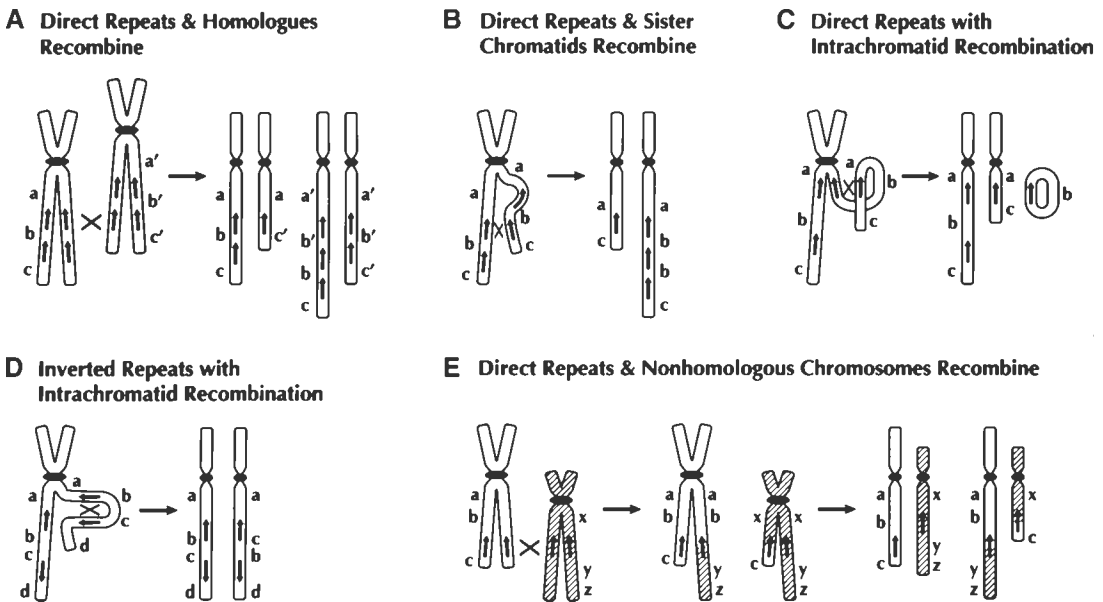 A Direct Repeats & Homologues
Recombine
a
b
c
a′
b′
c′
a
b
c
a
c′
a′
b′
b
c
a′
b′
c′
B Direct Repeats & Sister
Chromatids Recombine
a
b
c
a
b
c
a
c
a
b
b
c
C Direct Repeats with
Intrachromatid Recombination
a
b
c
a
b
c
a
b
c
a
c
b
D Inverted Repeats with
Intrachromatid Recombination
a
b
c
d
a
b
c
d
a
b
c
d
a
c
b
d
E Direct Repeats & Nonhomologous Chromosomes Recombine
a
b
c
x
y
z
a
b
c
a
b
y
z
x
c
x
y
z
a
b
c
x
y
z
a
b
y
z
x
c